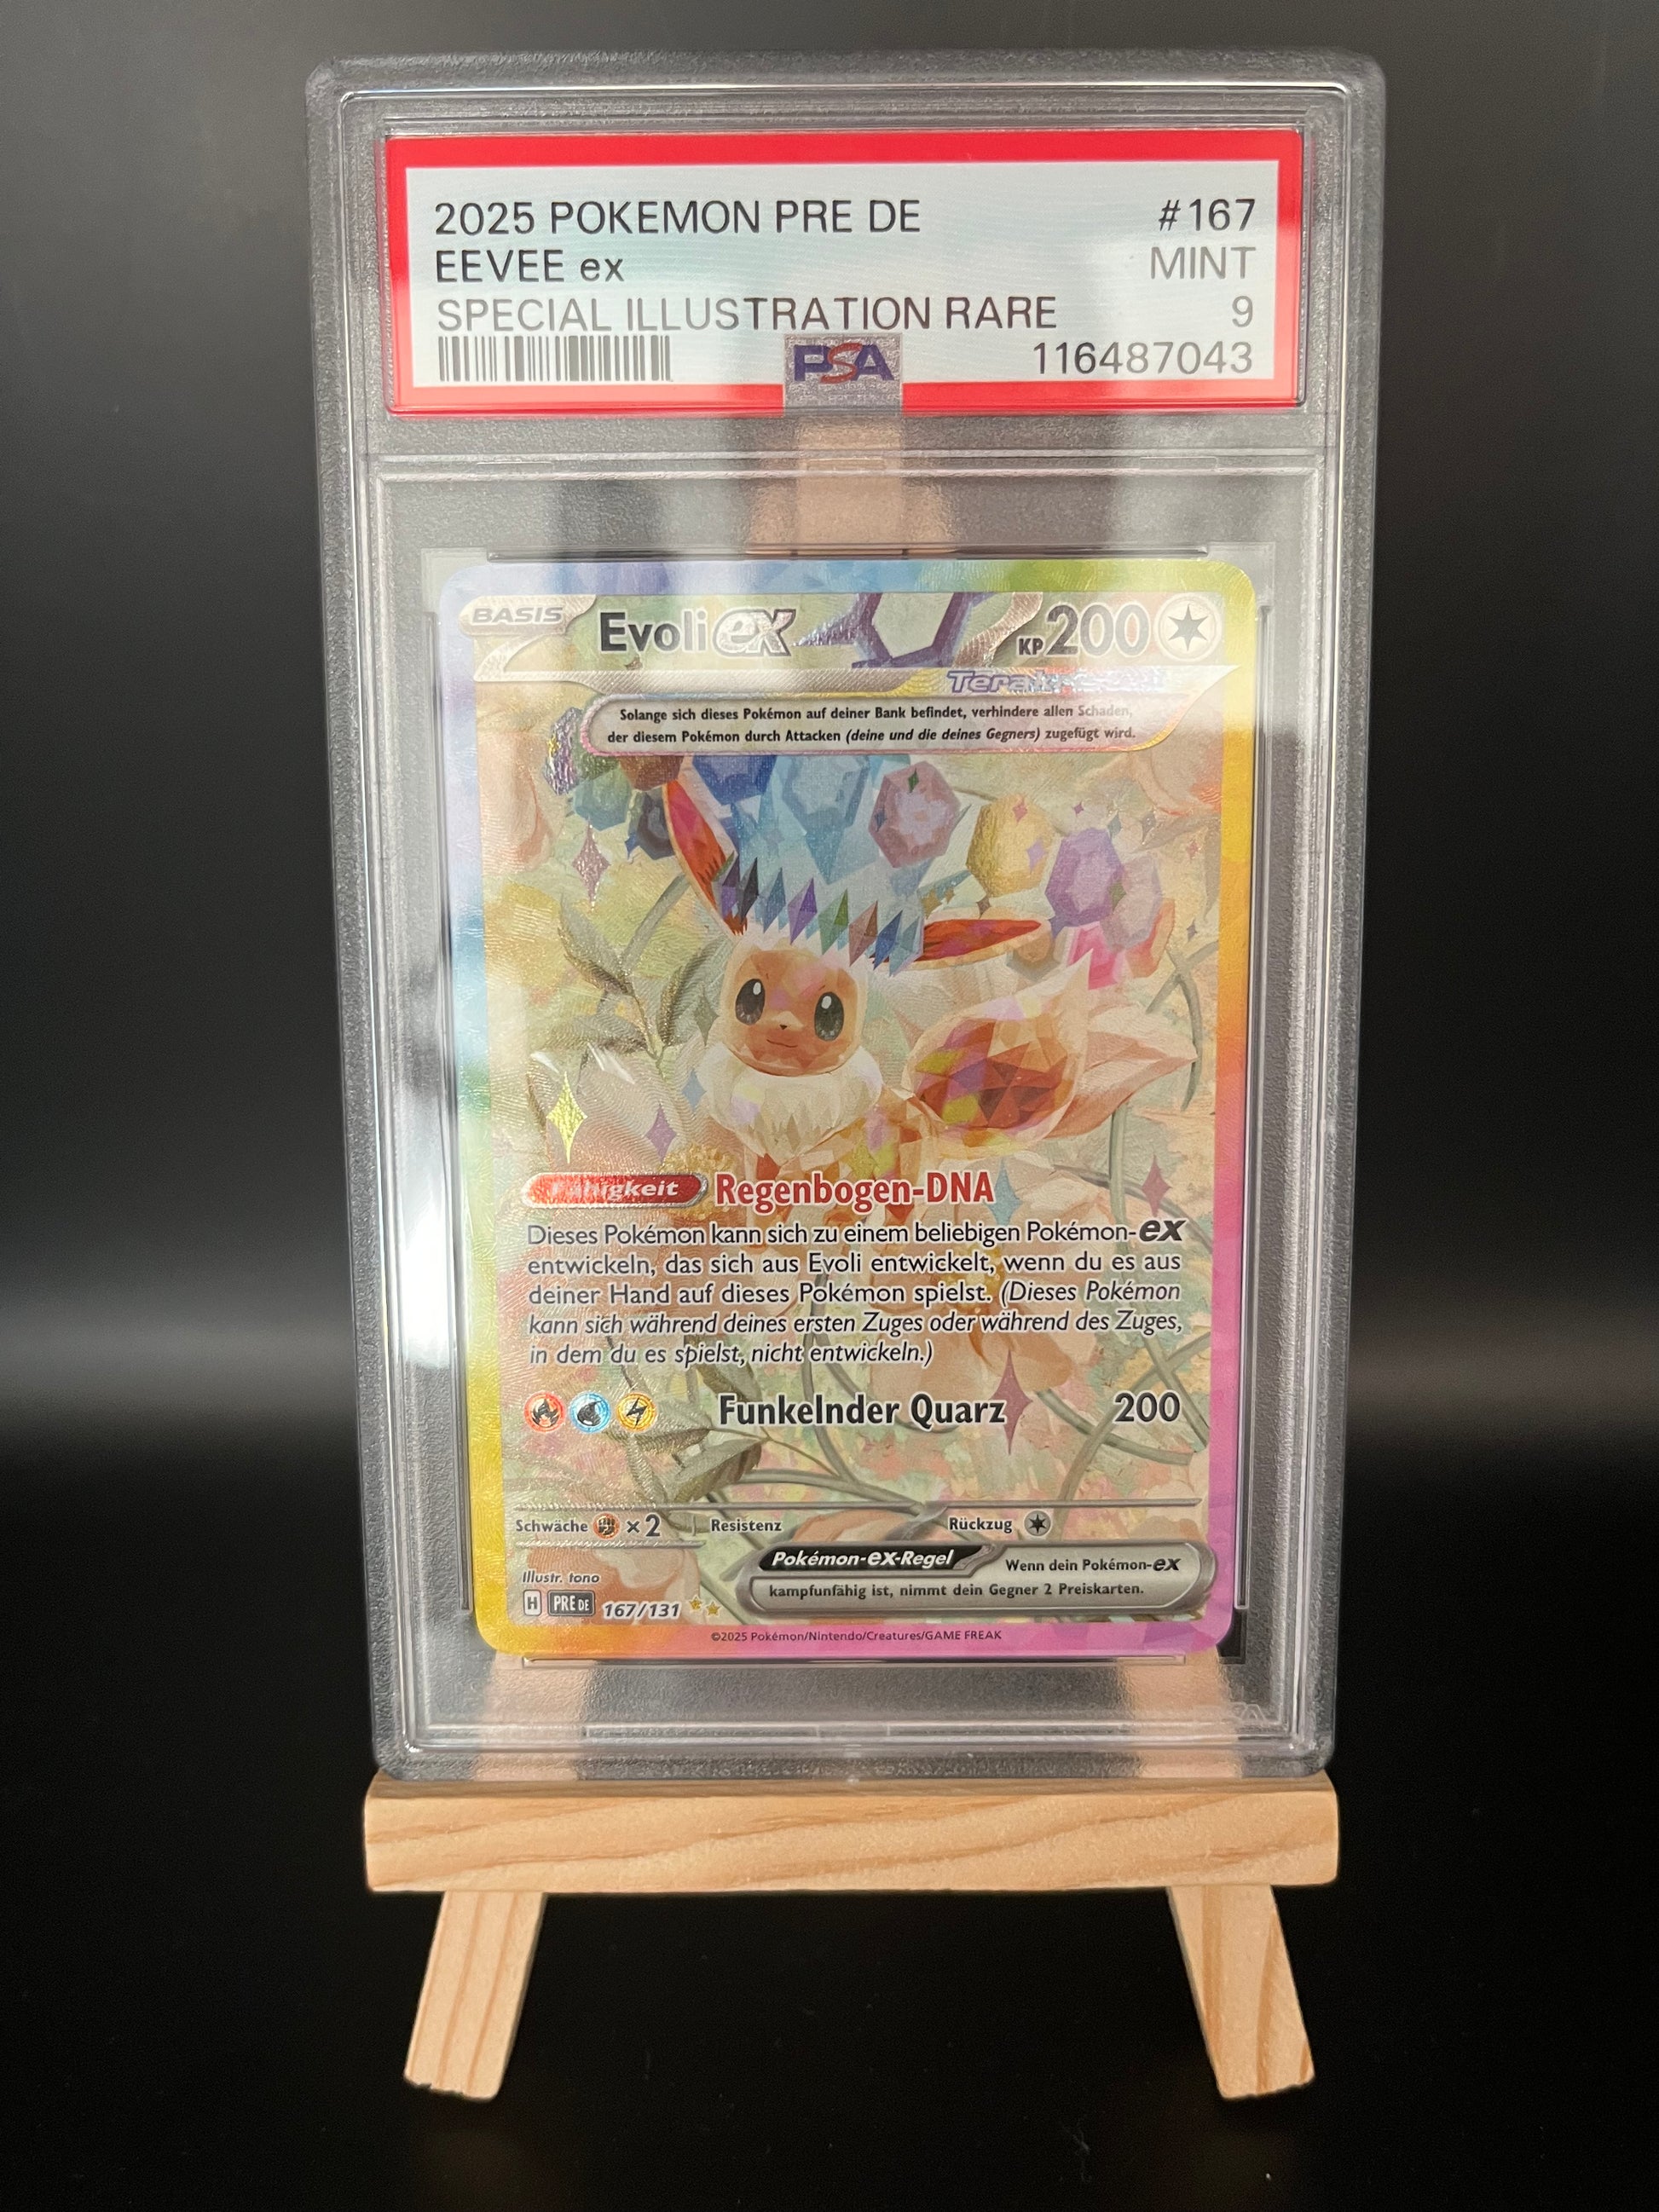 2025 POKEMON PRE DE #167
EEVEE ex MINT
SPECIAL ILLUSTRATION RARE 9
PSA 116487043
BASIS Evoli ex KP 200
Solange sich dieses Pokémon auf deiner Bank befindet, verhindere allen Schaden,
der diesem Pokémon durch Attacken (deine und die deines Gegners) zugefügt wird.
Fähigkeit Regenbogen-DNA
Dieses Pokémon kann sich zu einem beliebigen Pokémon-ex
entwickeln, das sich aus Evoli entwickelt, wenn du es aus
deiner Hand auf dieses Pokémon spielst. (Dieses Pokémon
kann sich während deines ersten Zuges oder während des Zuges,
in dem du es spielst, nicht entwickeln.)
Funkelnder Quarz 200
Schwäche ×2 Resistenz Rückzug
Pokémon-ex-Regel Wenn dein Pokémon-ex
kampfunfähig ist, nimmt dein Gegner 2 Preiskarten.
Illustr. tono
H PRE DE 167/131
©2025 Pokémon/Nintendo/Creatures/GAME FREAK